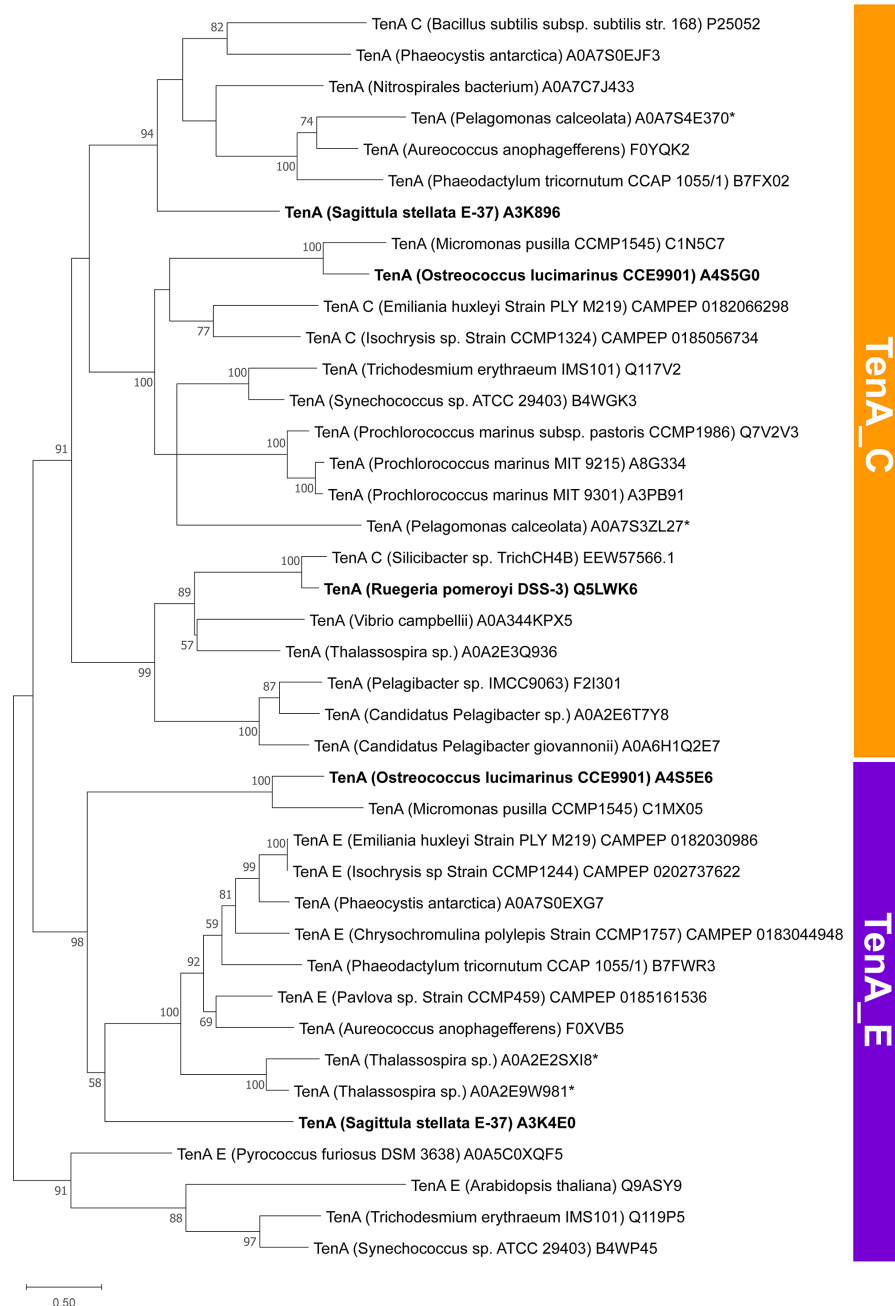 TenA C (Bacillus subtilis subsp. subtilis str. 168) P25052
82
TenA (Phaeocystis antarctica) A0A7S0EJF3
TenA (Nitrospirales bacterium) A0A7C7J433
TenA (Pelagomonas calceolata) A0A7S4E370*
74
94
TenA (Aureococcus anophagefferens) F0YQK2
100
TenA (Phaeodactylum tricornutum CCAP 1055/1) B7FX02
TenA (Sagittula stellata E-37) A3K896
TenA (Micromonas pusilla CCMP1545) C1N5C7
100
TenA (Ostreococcus lucimarinus CCE9901) A4S5G0
TenA C (Emiliania huxleyi Strain PLY M219) CAMPEP 0182066298
77
TenA C (Isochrysis sp. Strain CCMP1324) CAMPEP 0185056734
TenA (Trichodesmium erythraeum IMS101) Q117V2
100
100
TenA (Synechococcus sp. ATCC 29403) B4WGK3
TenA (Prochlorococcus marinus subsp. pastoris CCMP1986) Q7V2V3
100
91
TenA (Prochlorococcus marinus MIT 9215) A8G334
100
TenA (Prochlorococcus marinus MIT 9301) A3PB91
TenA (Pelagomonas calceolata) A0A7S3ZL27*
TenA C (Silicibacter sp. TrichCH4B) EEW57566.1
100
TenA (Ruegeria pomeroyi DSS-3) Q5LWK6
89
TenA (Vibrio campbellii) A0A344KPX5
57
TenA (Thalassospira sp.) A0A2E3Q936
99
TenA (Pelagibacter sp. IMCC9063) F2I301
87
TenA (Candidatus Pelagibacter sp.) A0A2E6T7Y8
100
TenA (Candidatus Pelagibacter giovannonii) A0A6H1Q2E7
TenA_C
TenA (Ostreococcus lucimarinus CCE9901) A4S5E6
100
TenA (Micromonas pusilla CCMP1545) C1MX05
TenA E (Emiliania huxleyi Strain PLY M219) CAMPEP 0182030986
100
TenA E (Isochrysis sp Strain CCMP1244) CAMPEP 0202737622
99
TenA (Phaeocystis antarctica) A0A7S0EXG7
81
TenA E (Chrysochromulina polylepis Strain CCMP1757) CAMPEP 0183044948
59
98
TenA (Phaeodactylum tricornutum CCAP 1055/1) B7FWR3
92
TenA E (Pavlova sp. Strain CCMP459) CAMPEP 0185161536
100
69
TenA (Aureococcus anophagefferens) F0XVB5
TenA (Thalassospira sp.) A0A2E2SXI8*
58
100
TenA (Thalassospira sp.) A0A2E9W981*
TenA (Sagittula stellata E-37) A3K4E0
TenA E (Pyrococcus furiosus DSM 3638) A0A5C0XQF5
91
TenA E (Arabidopsis thaliana) Q9ASY9
88
TenA (Trichodesmium erythraeum IMS101) Q119P5
97
TenA (Synechococcus sp. ATCC 29403) B4WP45
TenA_E
0.50